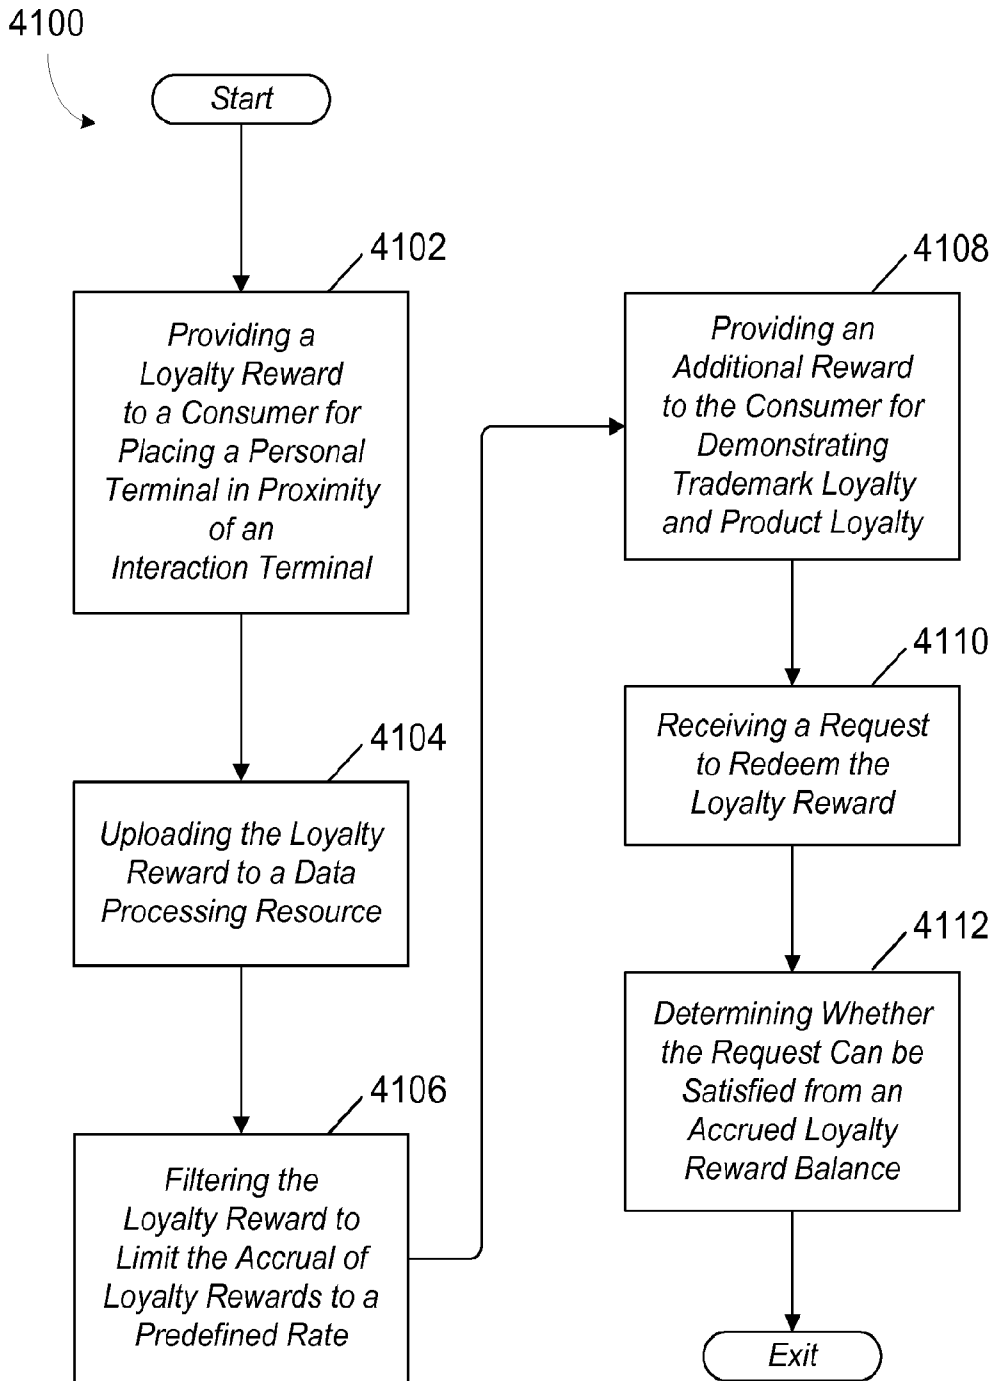 4100
Start
4102
Providing a
Loyalty Reward
to a Consumer for
Placing a Personal
Terminal in Proximity
of an
Interaction Terminal
4104
Uploading the Loyalty
Reward to a Data
Processing Resource
4106
Filtering the
Loyalty Reward to
Limit the Accrual of
Loyalty Rewards to a
Predefined Rate
4108
Providing an
Additional Reward
to the Consumer for
Demonstrating
Trademark Loyalty
and Product Loyalty
4110
Receiving a Request
to Redeem the
Loyalty Reward
4112
Determining Whether
the Request Can be
Satisfied from an
Accrued Loyalty
Reward Balance
Exit